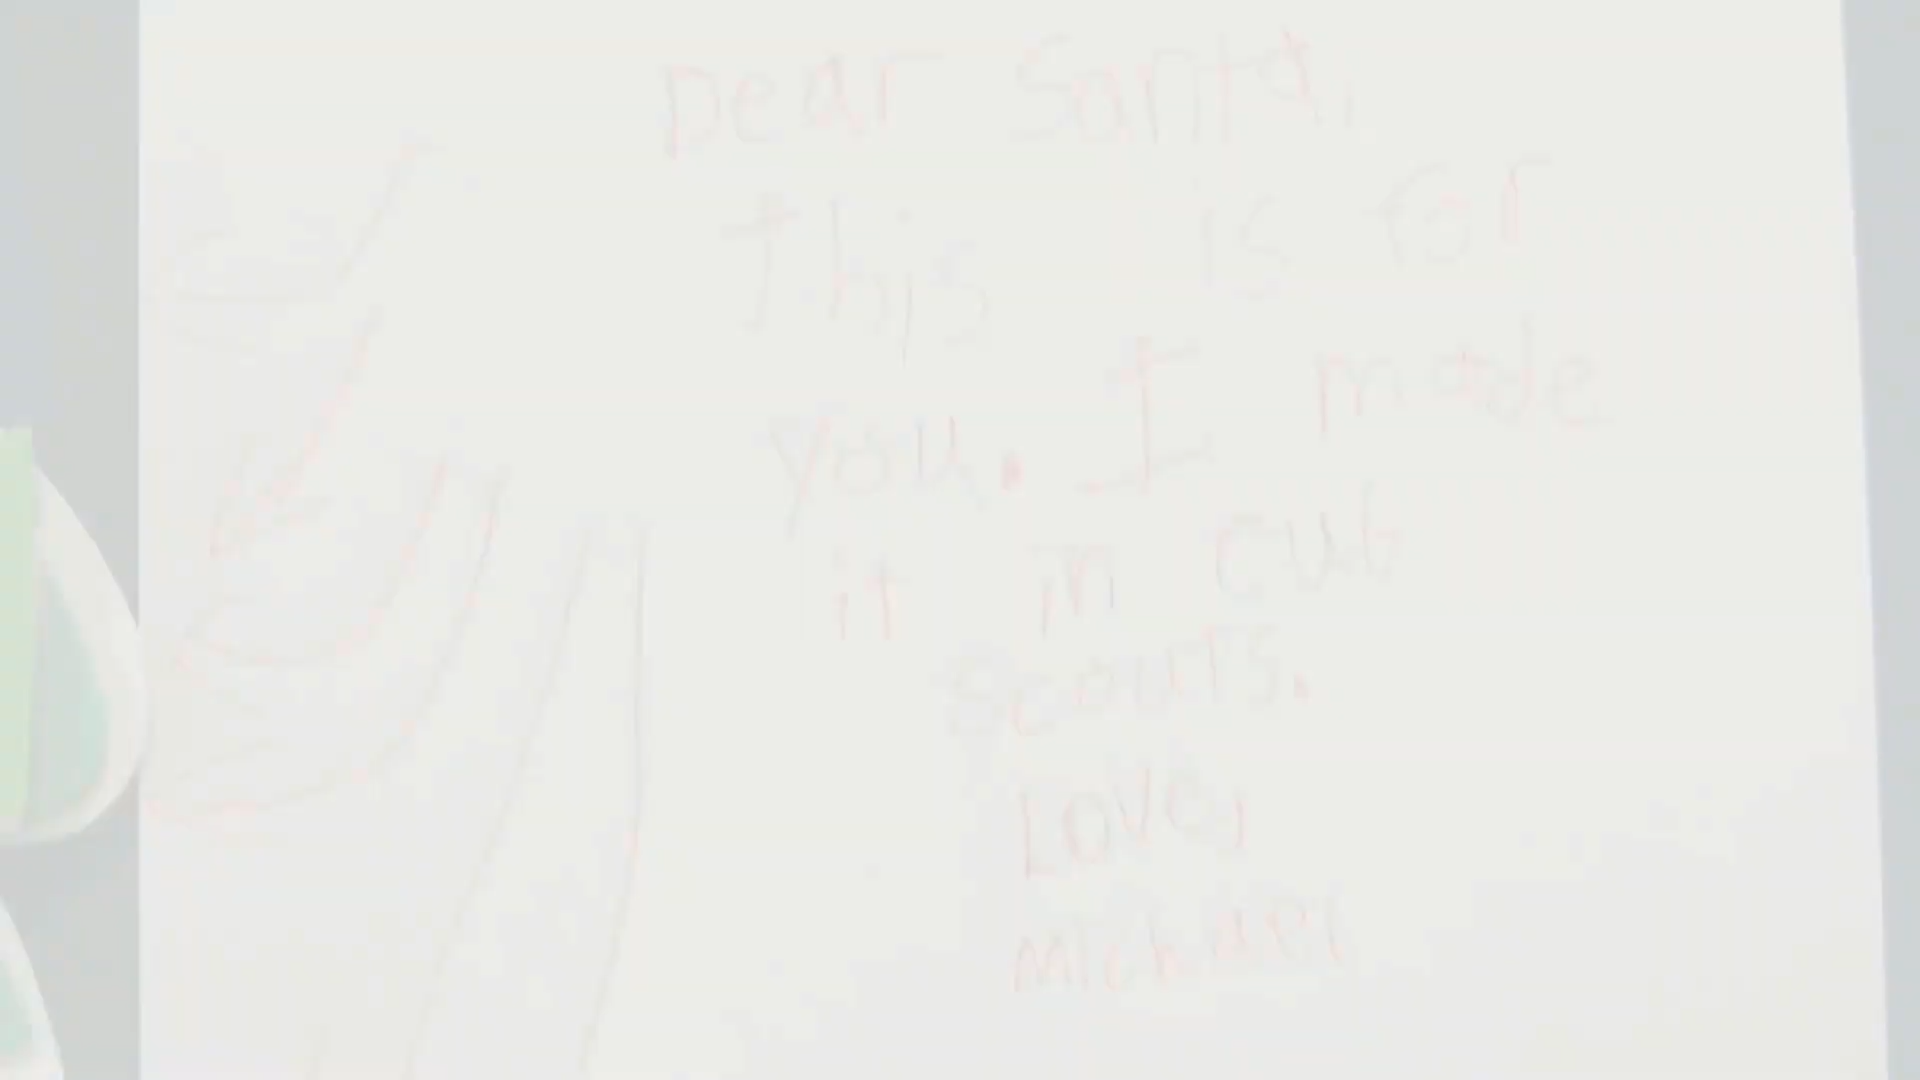 Dear Santa,
This is for
you. I made
it in cub
scouts.
Love,
Michael